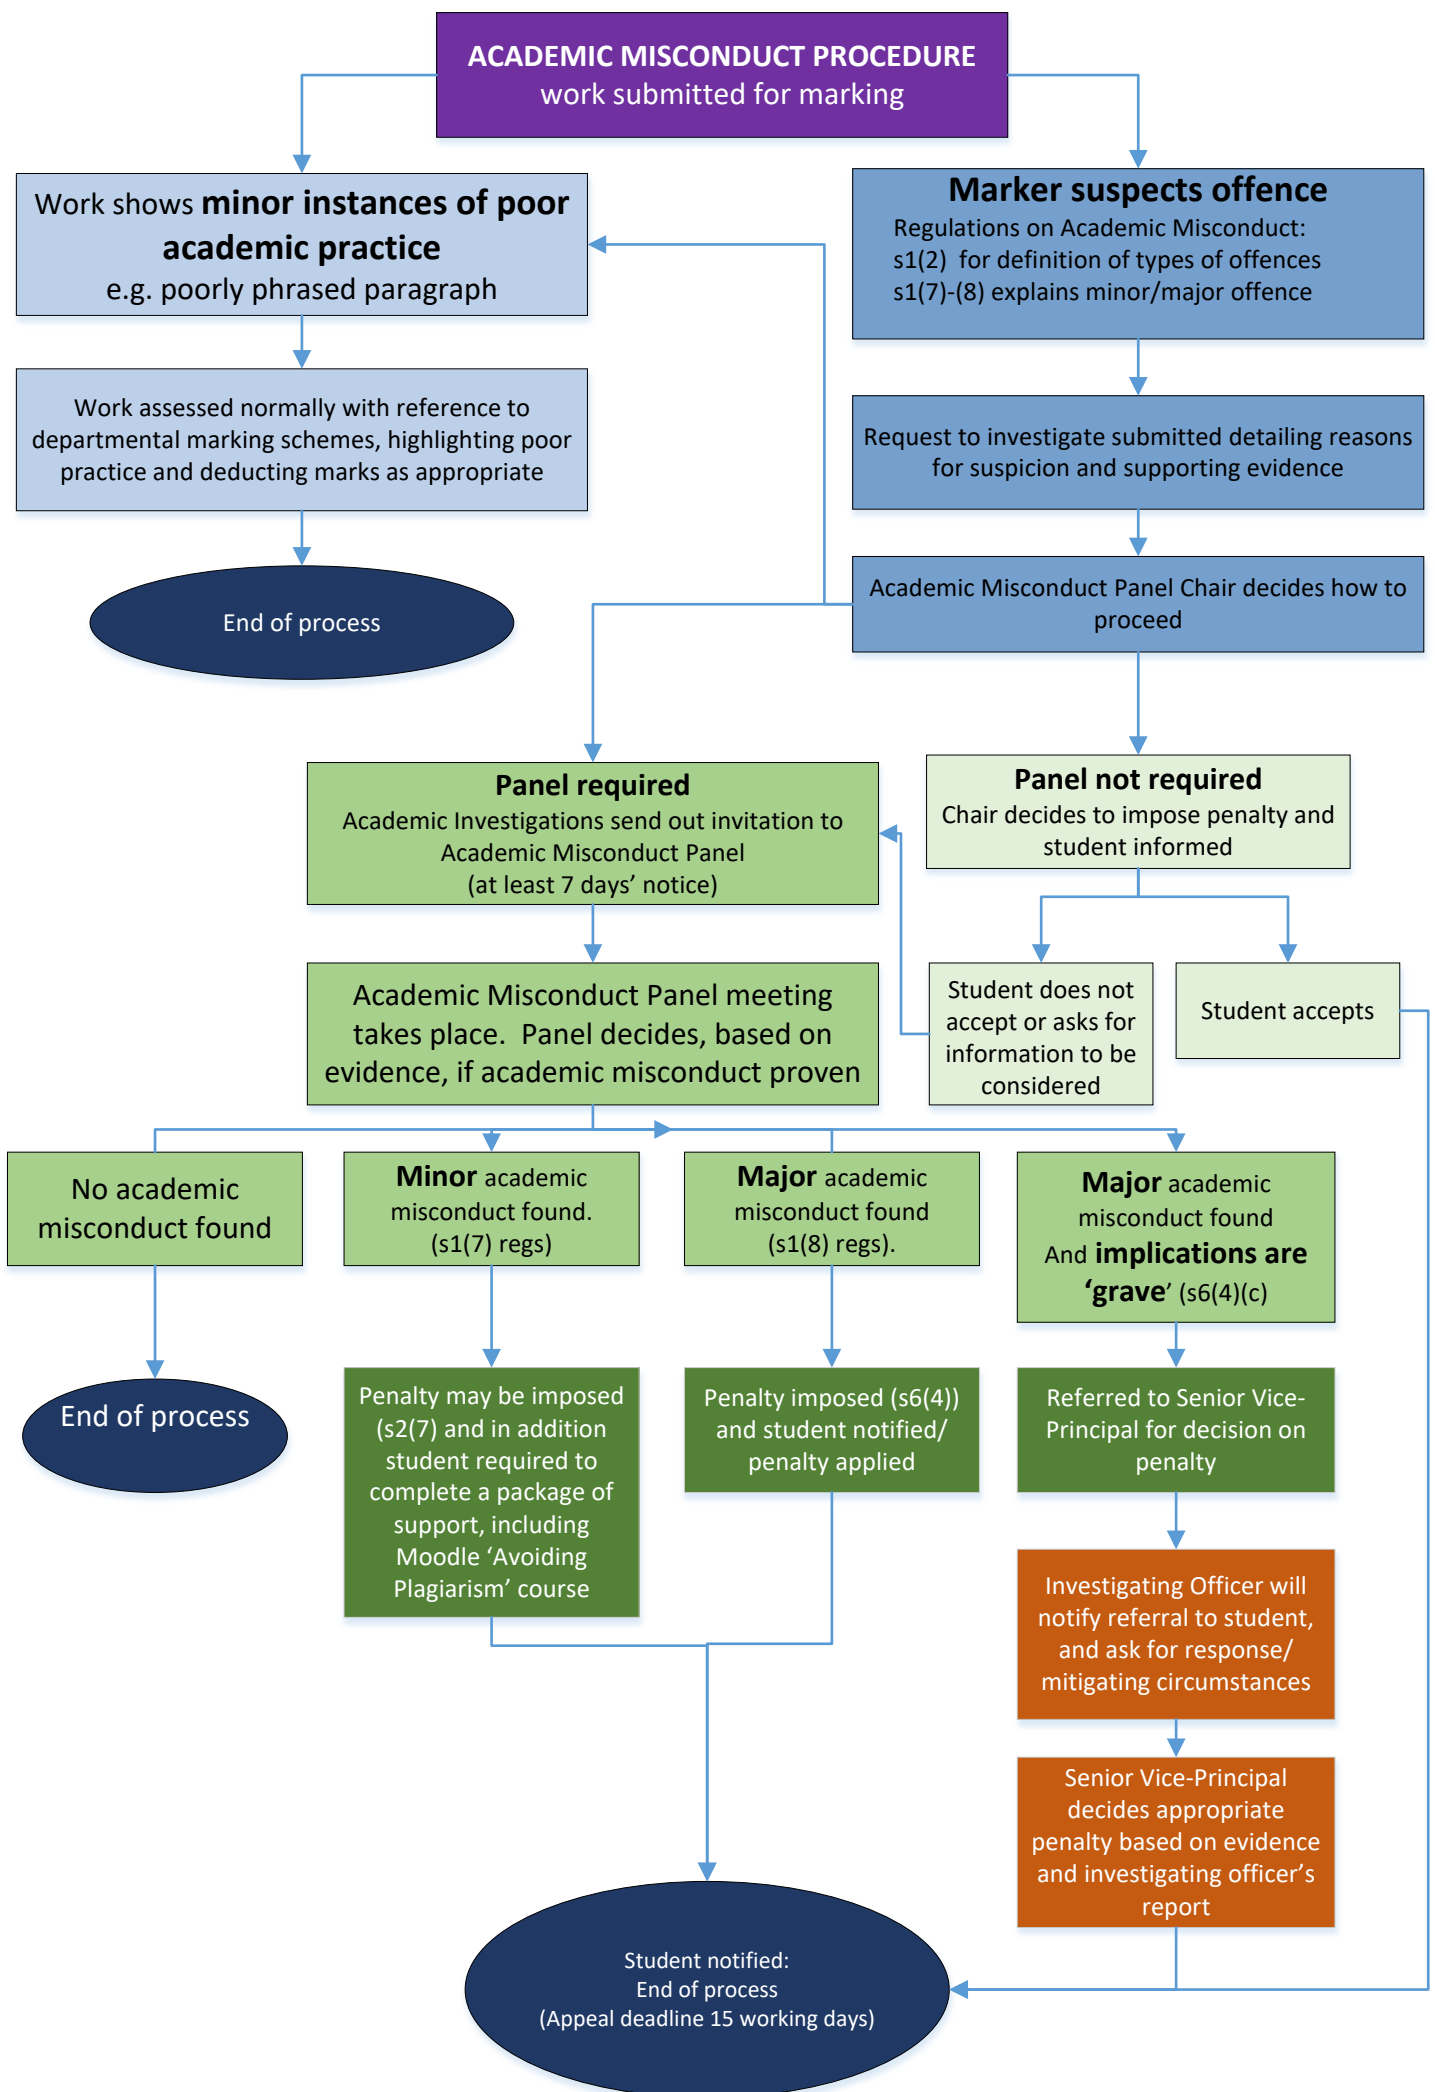 ACADEMIC MISCONDUCT PROCEDURE
work submitted for marking
Work shows minor instances of poor
academic practice
e.g. poorly phrased paragraph
Marker suspects offence
Regulations on Academic Misconduct:
s1(2)  for definition of types of offences
s1(7)-(8) explains minor/major offence
Work assessed normally with reference to
departmental marking schemes, highlighting poor
practice and deducting marks as appropriate
Request to investigate submitted detailing reasons
for suspicion and supporting evidence
End of process
Academic Misconduct Panel Chair decides how to
proceed
Panel required
Academic Investigations send out invitation to
Academic Misconduct Panel
(at least 7 days’ notice)
Panel not required
Chair decides to impose penalty and
student informed
Academic Misconduct Panel meeting
takes place.  Panel decides, based on
evidence, if academic misconduct proven
Student does not
accept or asks for
information to be
considered
Student accepts
No academic
misconduct found
Minor academic
misconduct found.
(s1(7) regs)
Major academic
misconduct found
(s1(8) regs).
Major academic
misconduct found
And implications are
‘grave’ (s6(4)(c)
End of process
Penalty may be imposed
(s2(7) and in addition
student required to
complete a package of
support, including
Moodle ‘Avoiding
Plagiarism’ course
Penalty imposed (s6(4))
and student notified/
penalty applied
Referred to Senior Vice-
Principal for decision on
penalty
Investigating Officer will
notify referral to student,
and ask for response/
mitigating circumstances
Senior Vice-Principal
decides appropriate
penalty based on evidence
and investigating officer’s
report
Student notified:
End of process
(Appeal deadline 15 working days)